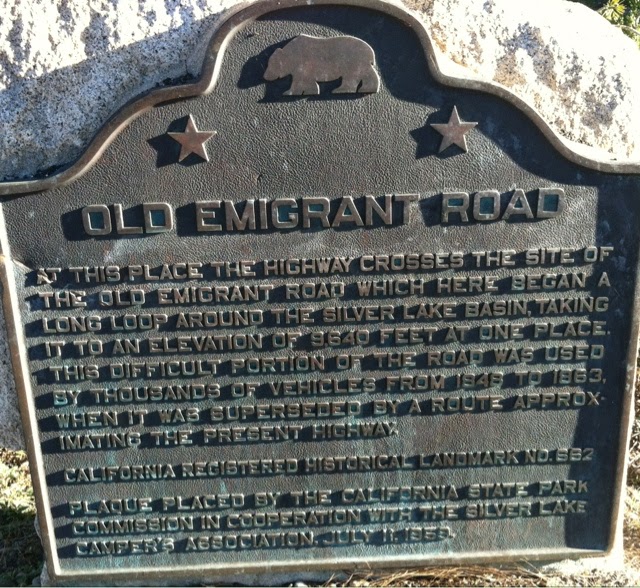 OLD EMIGRANT ROAD
AT THIS PLACE THE HIGHWAY CROSSES THE SITE OF
THE OLD EMIGRANT ROAD WHICH HERE BEGAN A
LONG LOOP AROUND THE SILVER LAKE BASIN, TAKING
IT TO AN ELEVATION OF 9640 FEET AT ONE PLACE.
THIS DIFFICULT PORTION OF THE ROAD WAS USED
BY THOUSANDS OF VEHICLES FROM 1848 TO 1863,
WHEN IT WAS SUPERSEDED BY A ROUTE APPROX-
IMATING THE PRESENT HIGHWAY.
CALIFORNIA REGISTERED HISTORICAL LANDMARK NO. 662
PLAQUE PLACED BY THE CALIFORNIA STATE PARK
COMMISSION IN COOPERATION WITH THE SILVER LAKE
CAMPER'S ASSOCIATION, JULY 11, 1959.